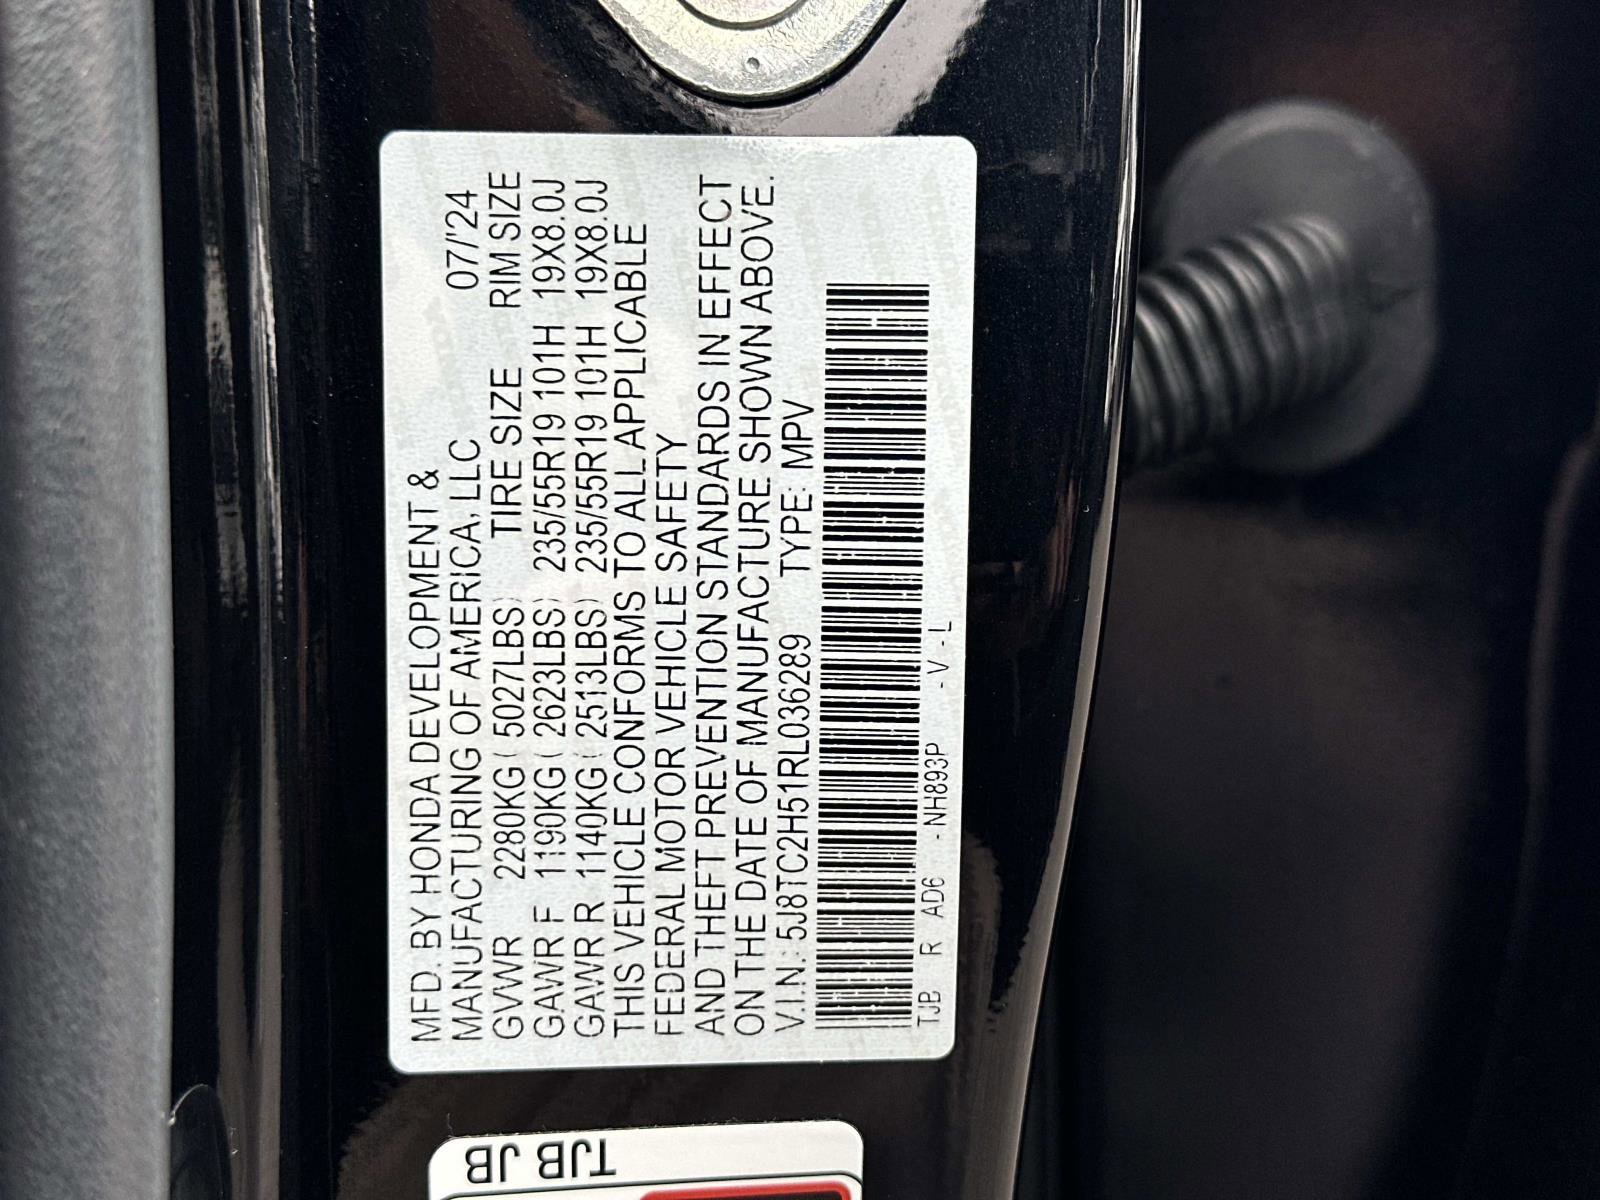 MFD. BY HONDA DEVELOPMENT &
MANUFACTURING OF AMERICA, LLC 07/'24
GVWR 2280KG ( 5027LBS) TIRE SIZE RIM SIZE
GAWR F 1190KG ( 2623LBS) 235/55R19 101H 19X8.0J
GAWR R 1140KG ( 2513LBS) 235/55R19 101H 19X8.0J
THIS VEHICLE CONFORMS TO ALL APPLICABLE
FEDERAL MOTOR VEHICLE SAFETY
AND THEFT PREVENTION STANDARDS IN EFFECT
ON THE DATE OF MANUFACTURE SHOWN ABOVE.
V.I.N.: 5J8TC2H51RL036289 TYPE: MPV
TJB R AD6 - NH893P - V - L
TJB JB